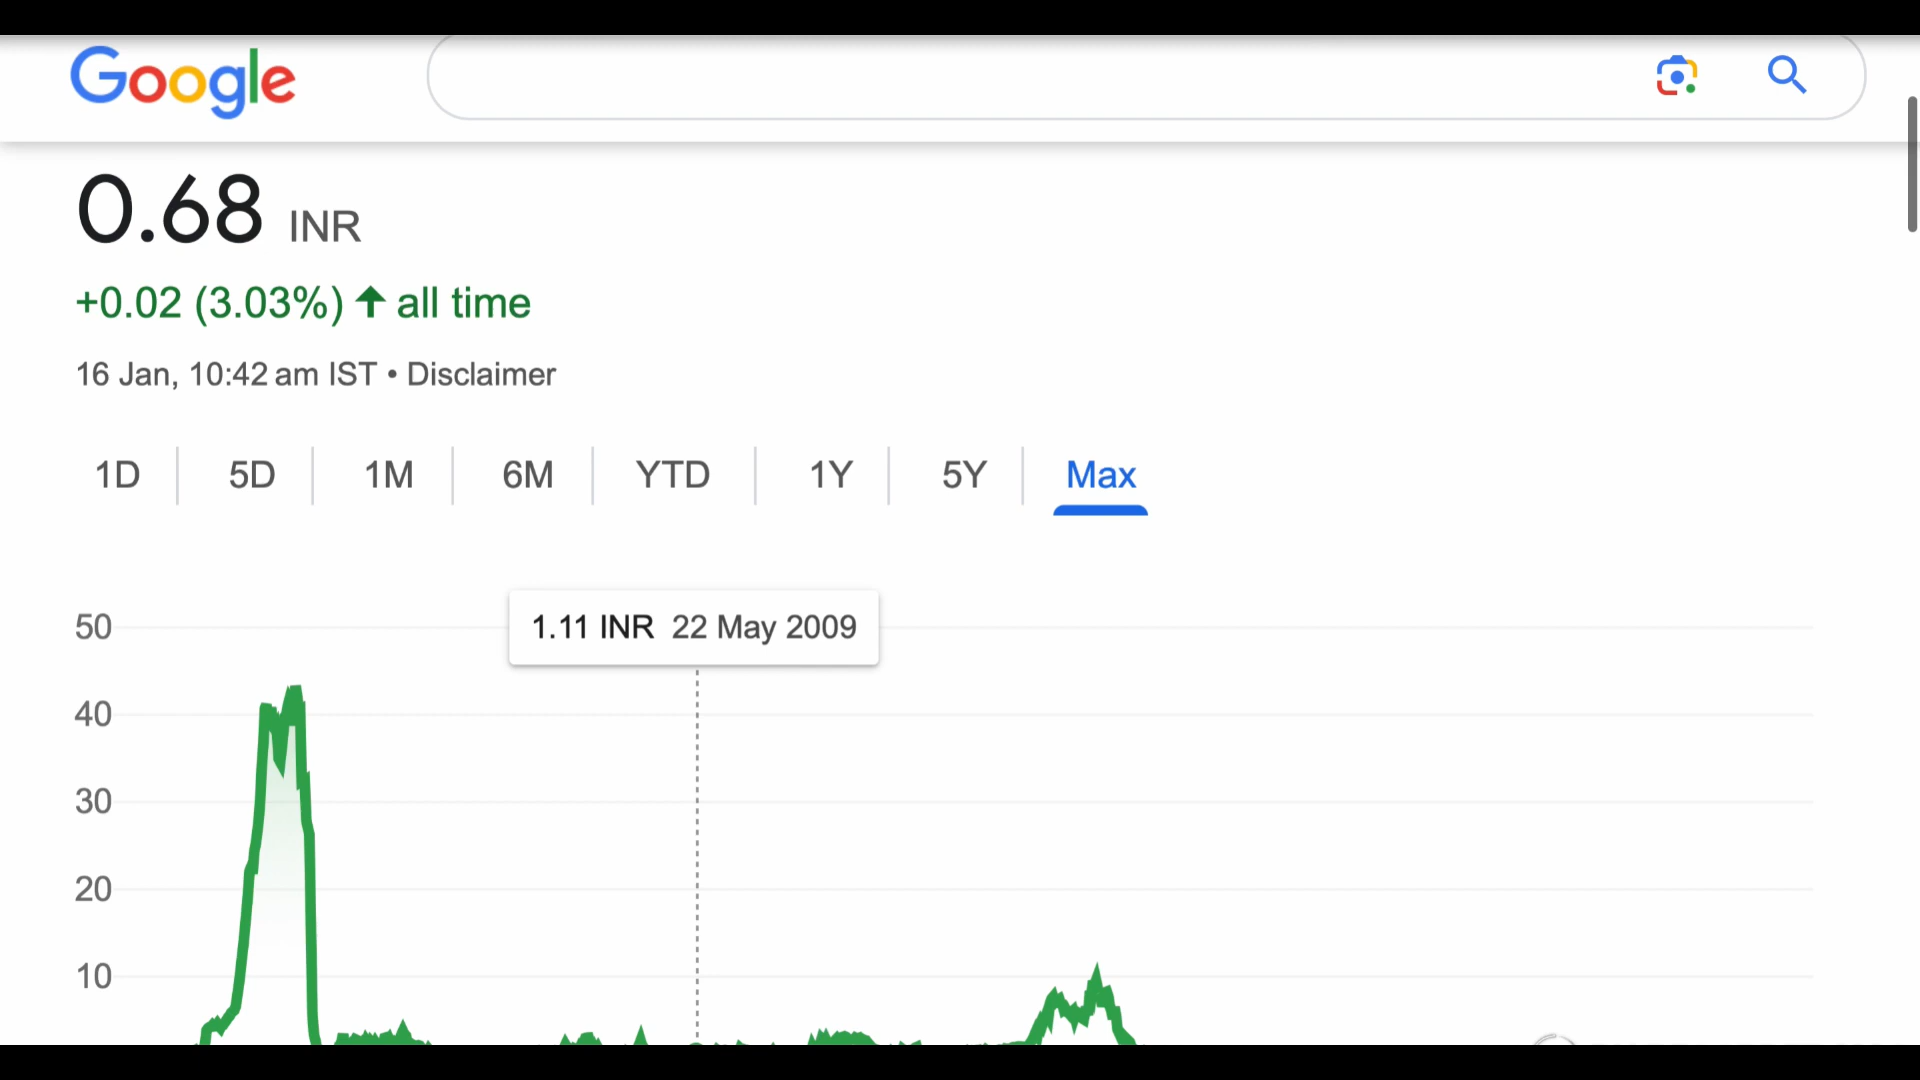 Google
0.68 INR
+0.02 (3.03%) ↑ all time
16 Jan, 10:42 am IST • Disclaimer
1D 5D 1M 6M YTD 1Y 5Y Max
1.11 INR 22 May 2009
50
40
30
20
10